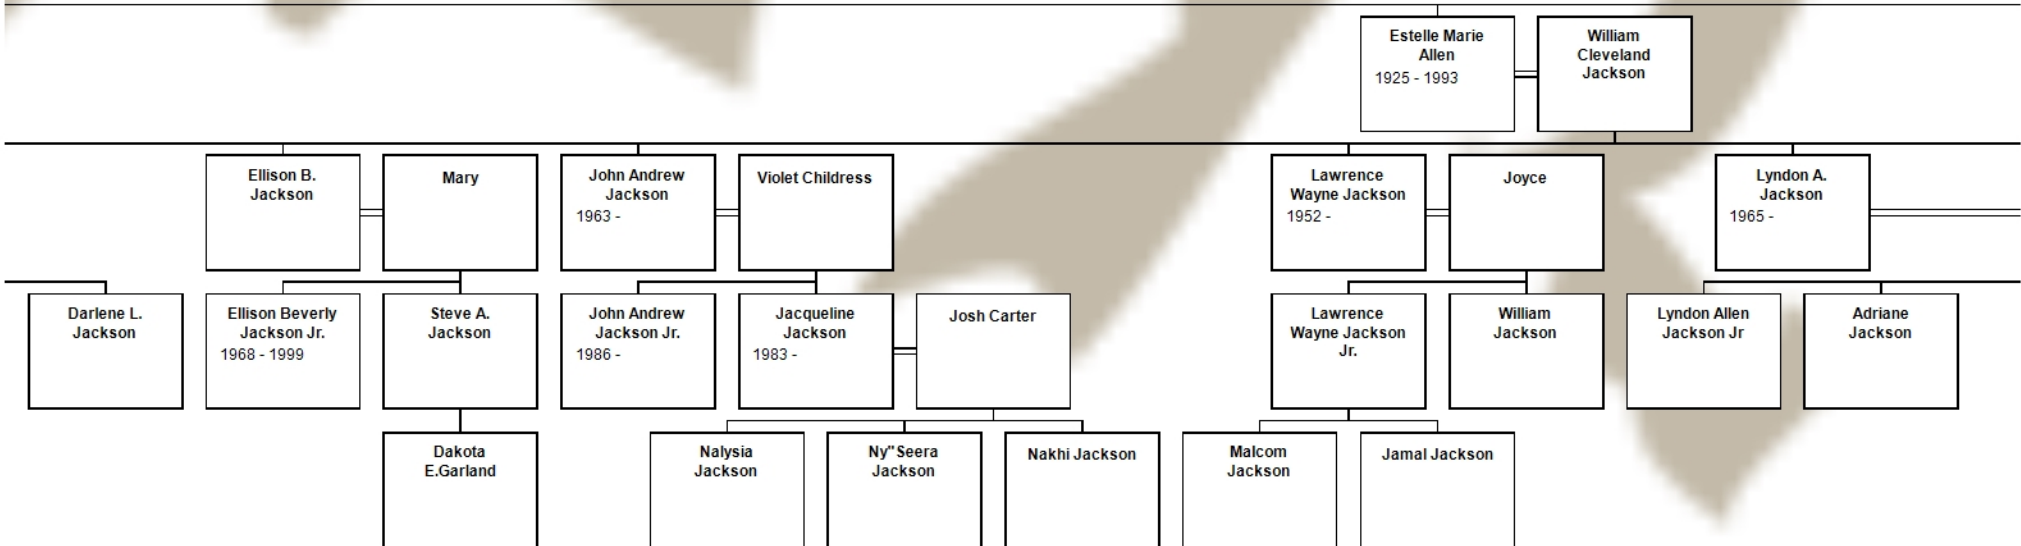 Estelle Marie
Allen
1925 - 1993
William
Cleveland
Jackson
Ellison B.
Jackson
Mary
John Andrew
Jackson
1963 -
Violet Childress
Lawrence
Wayne Jackson
1952 -
Joyce
Lyndon A.
Jackson
1965 -
Darlene L.
Jackson
Ellison Beverly
Jackson Jr.
1968 - 1999
Steve A.
Jackson
John Andrew
Jackson Jr.
1986 -
Jacqueline
Jackson
1983 -
Josh Carter
Lawrence
Wayne Jackson
Jr.
William
Jackson
Lyndon Allen
Jackson Jr
Adriane
Jackson
Dakota
E.Garland
Nalysia
Jackson
Ny"Seera
Jackson
Nakhi Jackson
Malcom
Jackson
Jamal Jackson